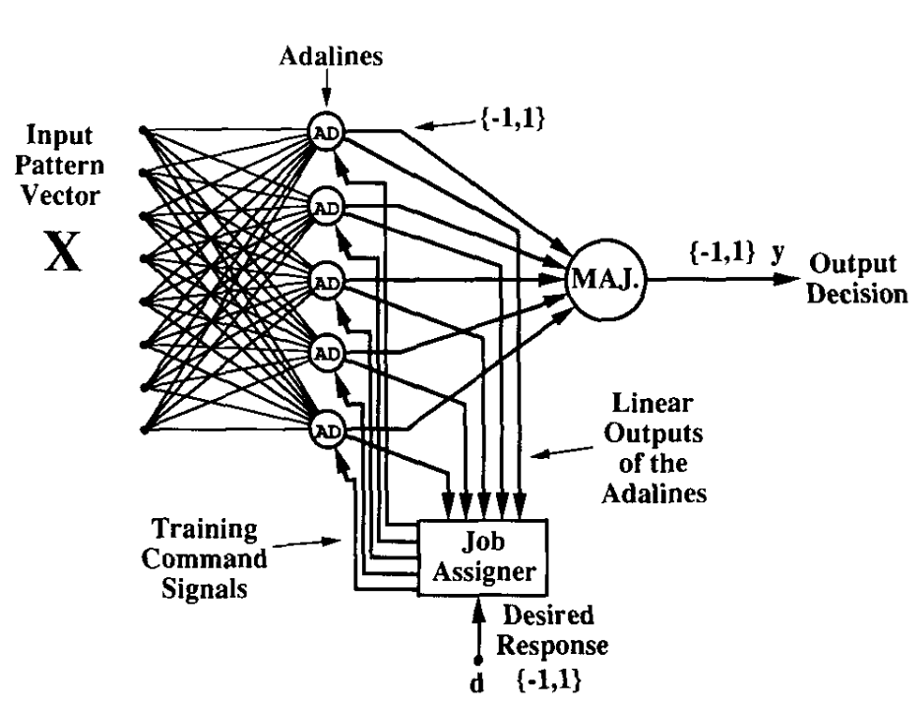 Adalines
{-1,1}
Input
Pattern
Vector
X
AD
AD
AD
AD
AD
MAJ.
{-1,1} y
Output
Decision
Linear
Outputs
of the
Adalines
Training
Command
Signals
Job
Assigner
Desired
Response
d {-1,1}